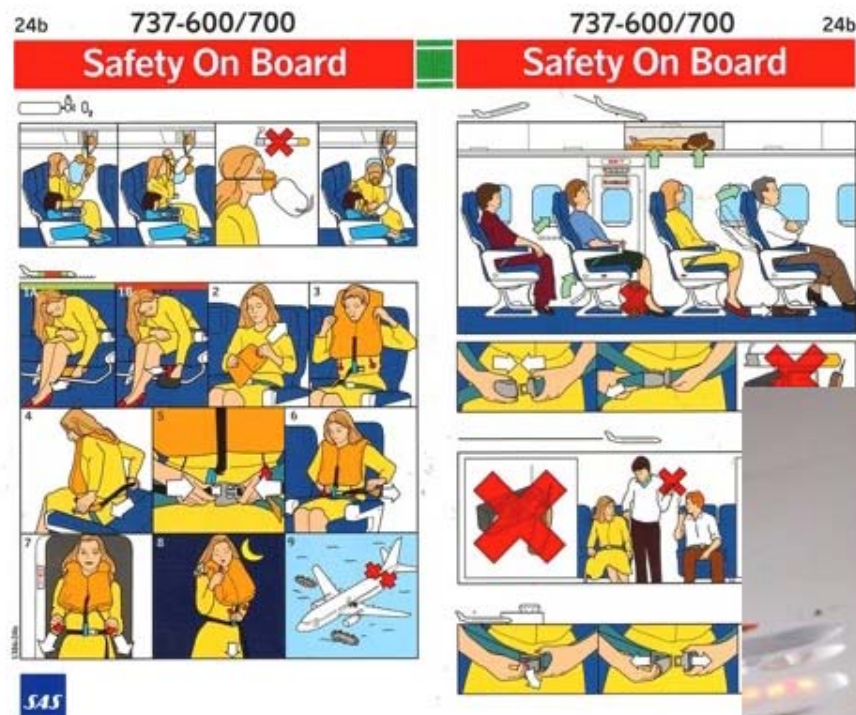 24b 737-600/700
Safety On Board
O₂
1A 1B 2 3
4 5 6
7 8 9
SAS
737-600/700 24b
Safety On Board